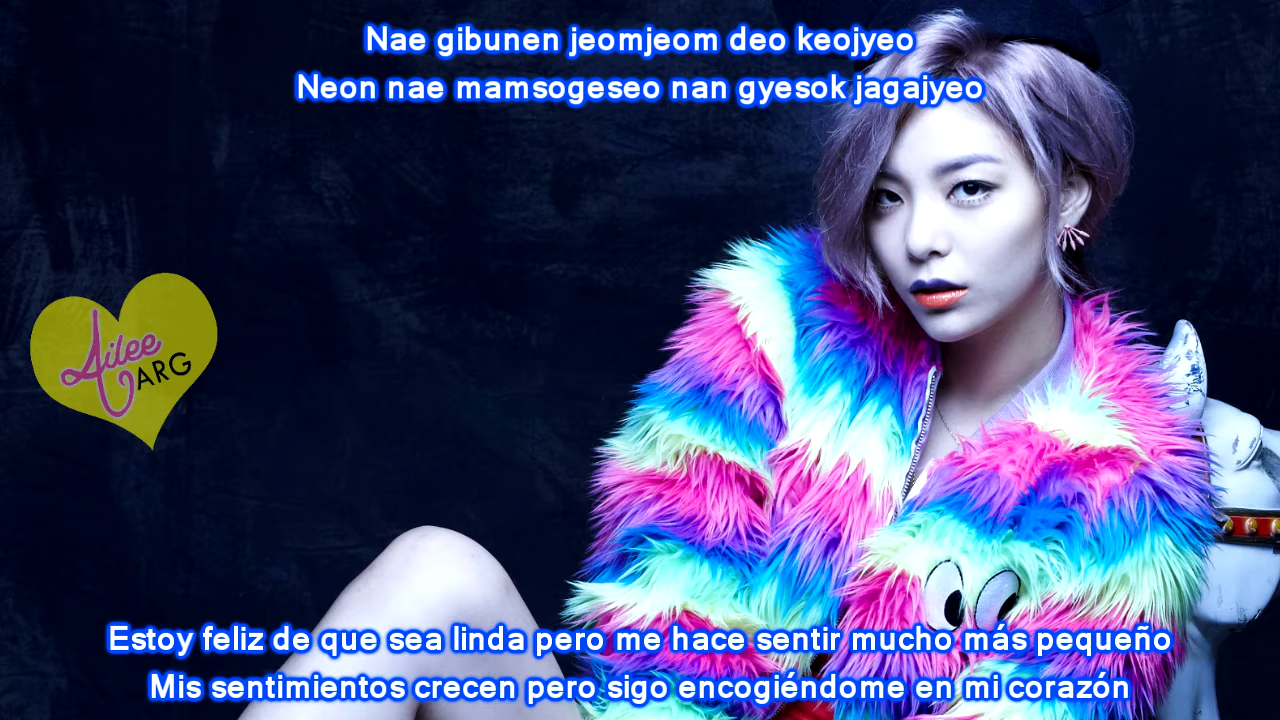 Nae gibunen jeomjeom deo keojyeo
Neon nae mamsogeseo nan gyesok jagajyeo
Ailee
ARG
Estoy feliz de que sea linda pero me hace sentir mucho más pequeño
Mis sentimientos crecen pero sigo encogiéndome en mi corazón